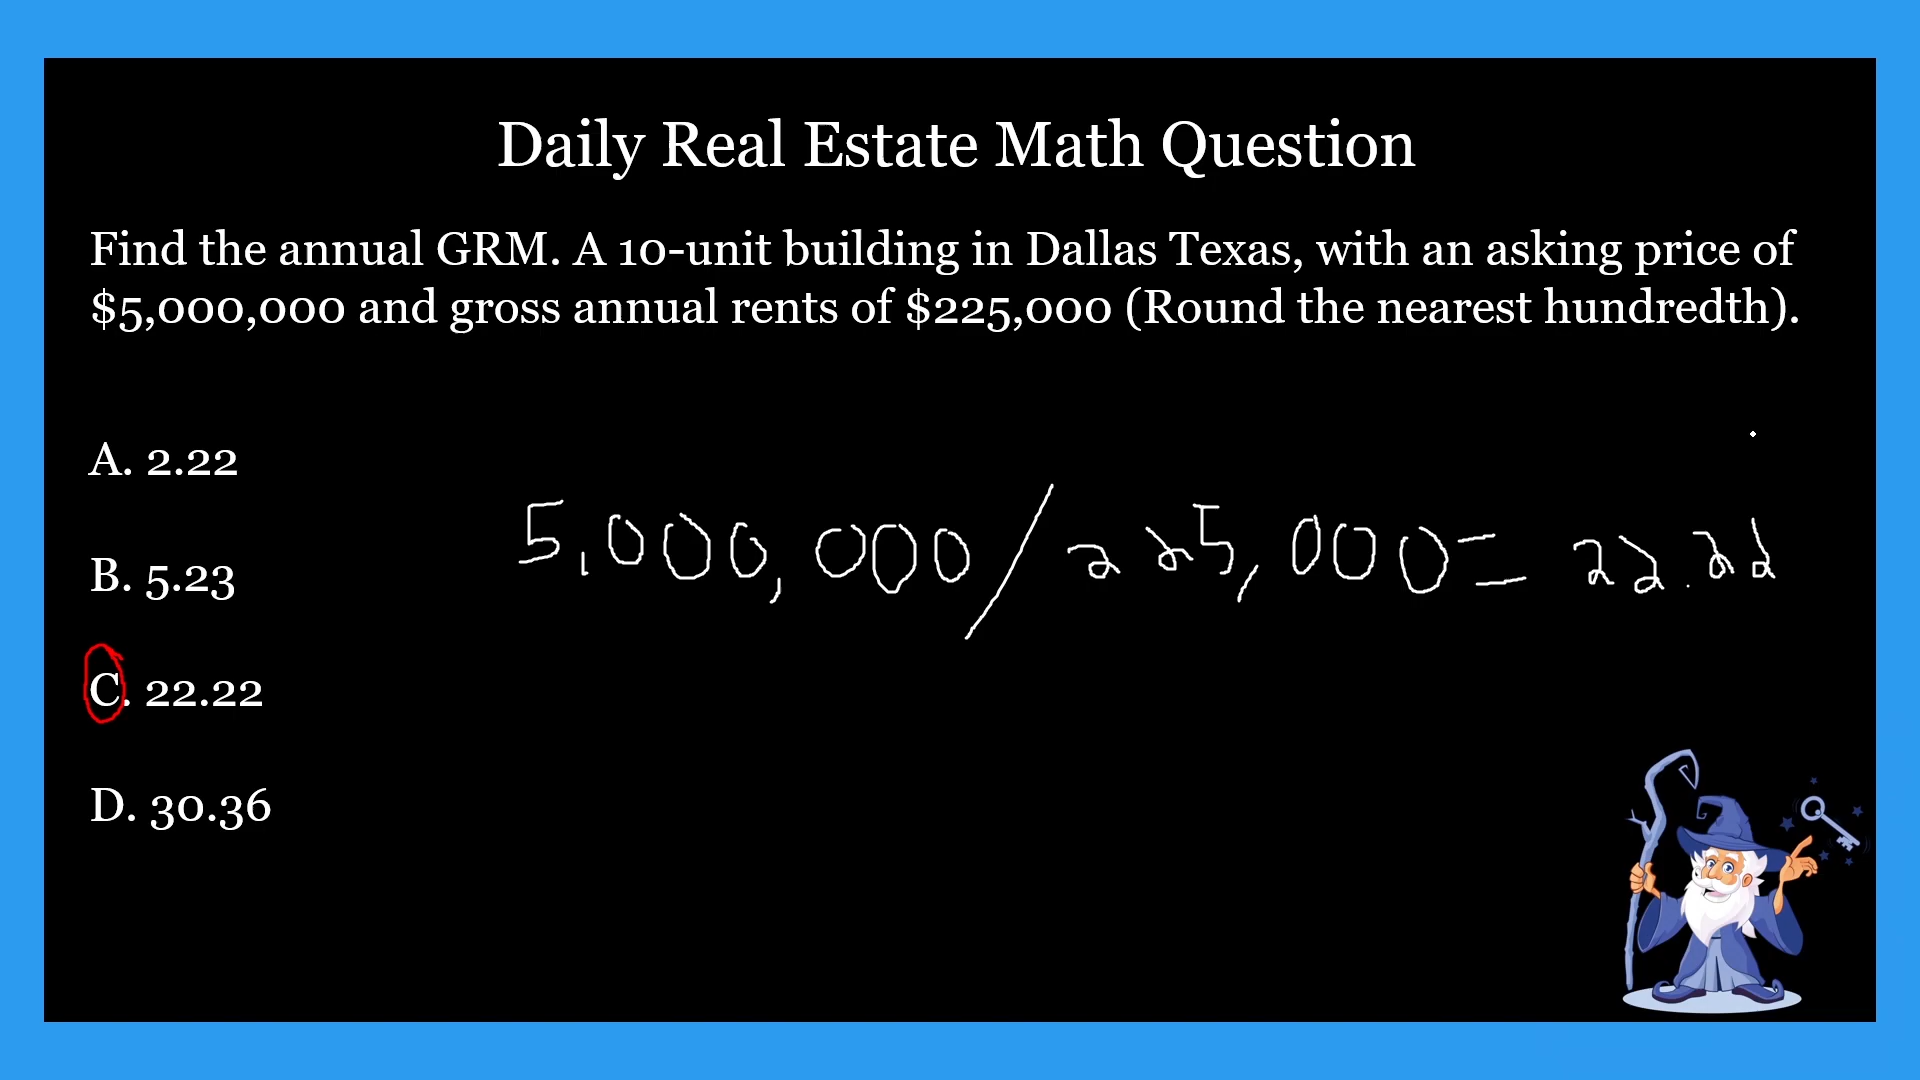 Daily Real Estate Math Question
Find the annual GRM. A 10-unit building in Dallas Texas, with an asking price of
$5,000,000 and gross annual rents of $225,000 (Round the nearest hundredth).
A. 2.22
5,000,000/225,000=22.22
B. 5.23
C. 22.22
D. 30.36